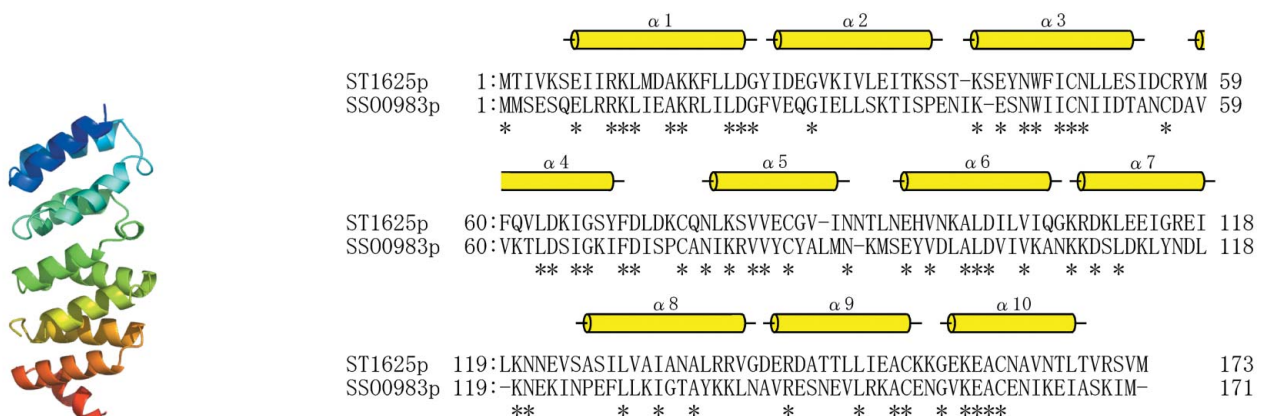 α1 α2 α3
ST1625p 1:MTIVKSEIIRKLMDAKKFLLDGYIDEGVKIVLEITKSST-KSEYNWFICNLLESIDCRYM 59
SSO0983p 1:MMSESQELRRKLIEAKRLILDGFVEQGIELLSKTISPENIK-ESNWIICNIIDTANCDAV 59
* * *** ** *** * * * ** *** *
α4 α5 α6 α7
ST1625p 60:FQVLDKIGSYFDLDKCQNLKSVVECGV-INNTLNEHVNKALDILVIQGKRDKLEEIGREI 118
SSO0983p 60:VKTLDSIGKIFDISPCANIKRVVYCYALMN-KMSEYVDLALDVIVKANKKDSLDKLYNDL 118
** ** ** * * ** * * * * *** * * * *
α8 α9 α10
ST1625p 119:LKNNEVSASILVAIANALRRVGDERDATTLLIEACKKGEKEACNAVNTLTVRSVM 173
SSO0983p 119:-KNEKINPEFLLKIGTAYKKLNAVRESNEVLRKACENGVKEACENIKEIASKIM- 171
** * * * * * ** * ****